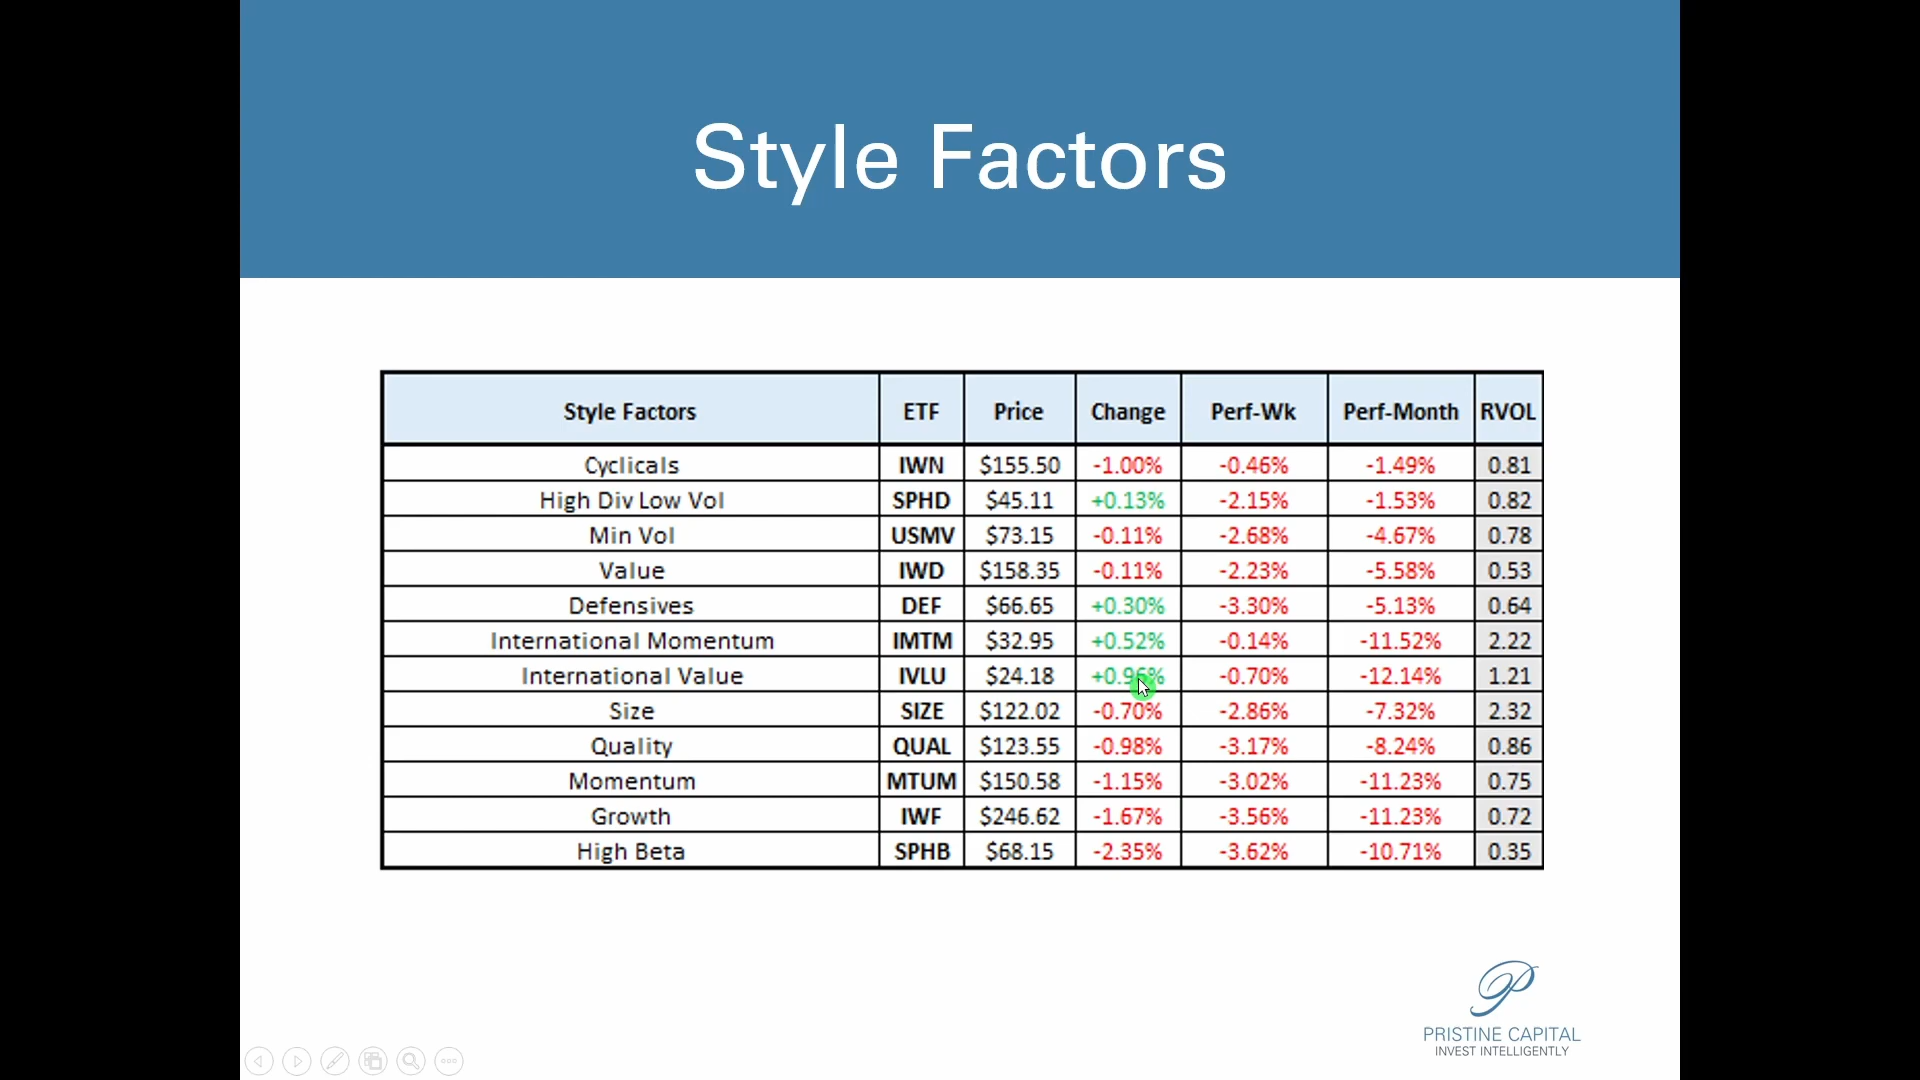 Style Factors
Style Factors ETF Price Change Perf-Wk Perf-Month RVOL
Cyclicals IWN $155.50 -1.00% -0.46% -1.49% 0.81
High Div Low Vol SPHD $45.11 +0.13% -2.15% -1.53% 0.82
Min Vol USMV $73.15 -0.11% -2.68% -4.67% 0.78
Value IWD $158.35 -0.11% -2.23% -5.58% 0.53
Defensives DEF $66.65 +0.30% -3.30% -5.13% 0.64
International Momentum IMTM $32.95 +0.52% -0.14% -11.52% 2.22
International Value IVLU $24.18 +0.96% -0.70% -12.14% 1.21
Size SIZE $122.02 -0.70% -2.86% -7.32% 2.32
Quality QUAL $123.55 -0.98% -3.17% -8.24% 0.86
Momentum MTUM $150.58 -1.15% -3.02% -11.23% 0.75
Growth IWF $246.62 -1.67% -3.56% -11.23% 0.72
High Beta SPHB $68.15 -2.35% -3.62% -10.71% 0.35
PRISTINE CAPITAL
INVEST INTELLIGENTLY